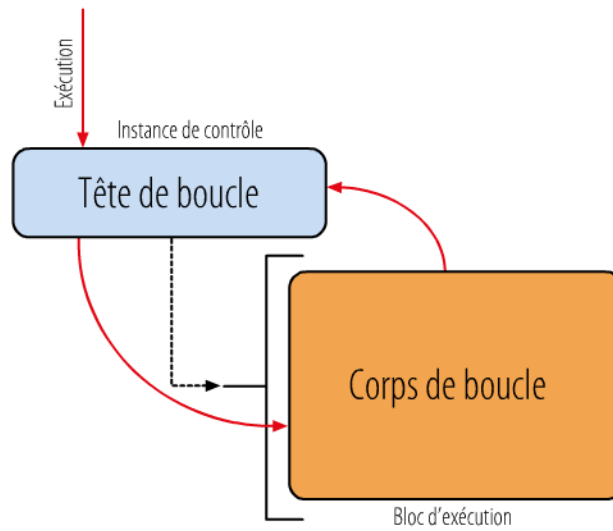 Exécution
Instance de contrôle
Tête de boucle
Corps de boucle
Bloc d'exécution